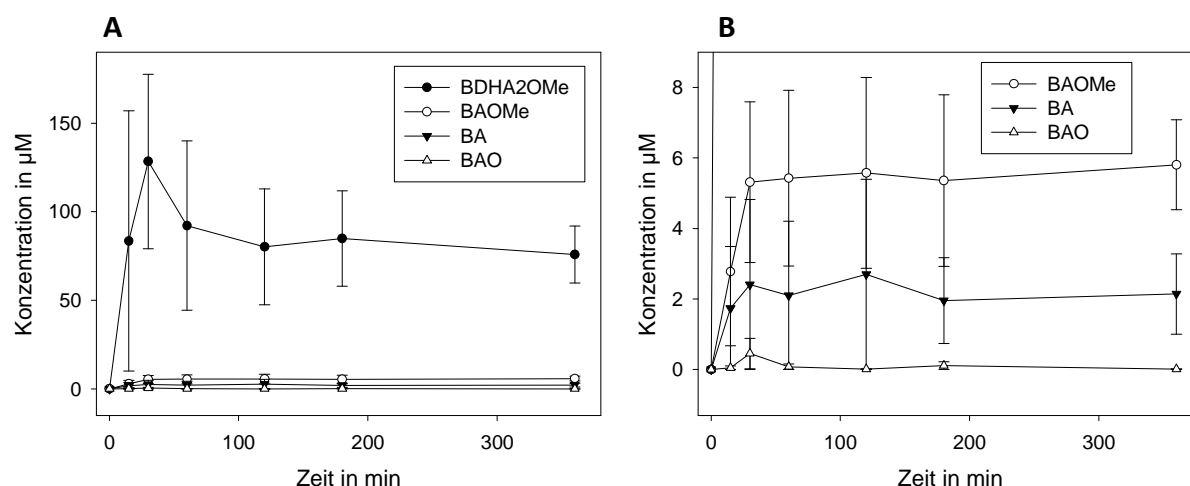 A
Konzentration in µM
150
100
50
0
BDHA2OMe
BAOMe
BA
BAO
0
100
200
300
Zeit in min
B
Konzentration in µM
8
6
4
2
0
BAOMe
BA
BAO
0
100
200
300
Zeit in min